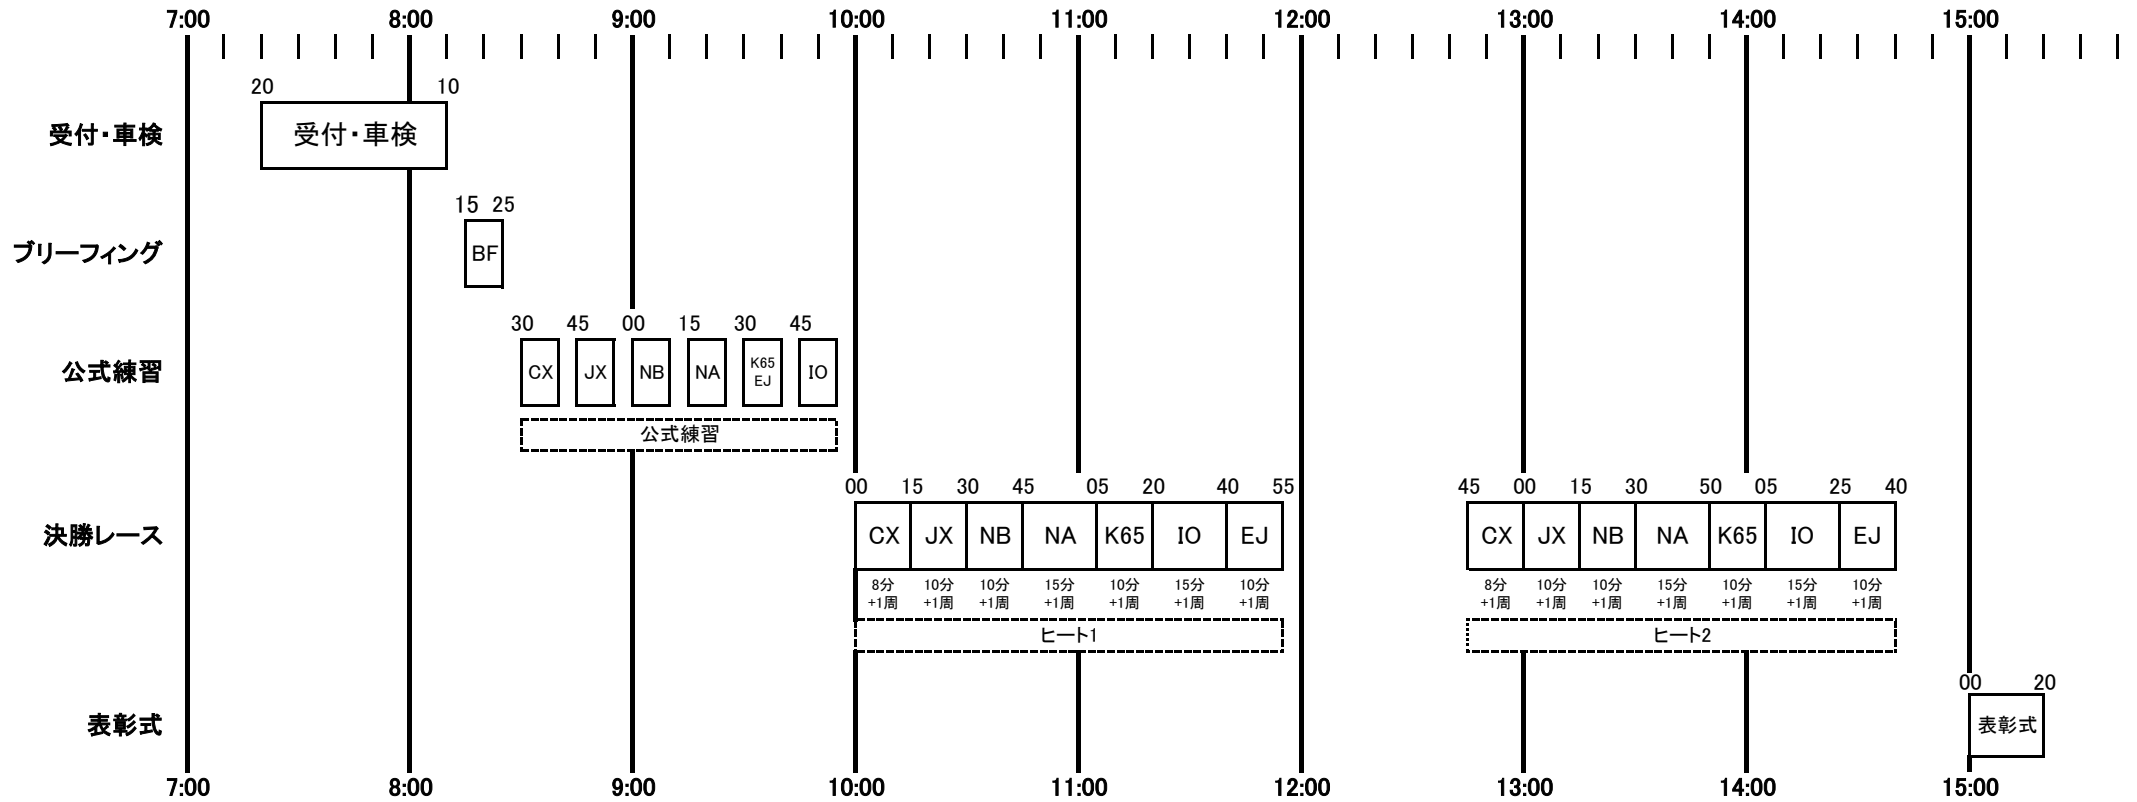 7:00 8:00 9:00 10:00 11:00 12:00 13:00 14:00 15:00
20 10
受付・車検 受付・車検
15 25
ブリーフィング BF
30 45 00 15 30 45
公式練習 CX JX NB NA K65 EJ IO
公式練習
00 15 30 45 05 20 40 55 45 00 15 30 50 05 25 40
決勝レース CX JX NB NA K65 IO EJ CX JX NB NA K65 IO EJ
8分 10分 10分 15分 10分 15分 10分 8分 10分 10分 15分 10分 15分 10分
+1周 +1周 +1周 +1周 +1周 +1周 +1周 +1周 +1周 +1周 +1周 +1周 +1周 +1周
ヒート1 ヒート2
00 20
表彰式 表彰式
7:00 8:00 9:00 10:00 11:00 12:00 13:00 14:00 15:00